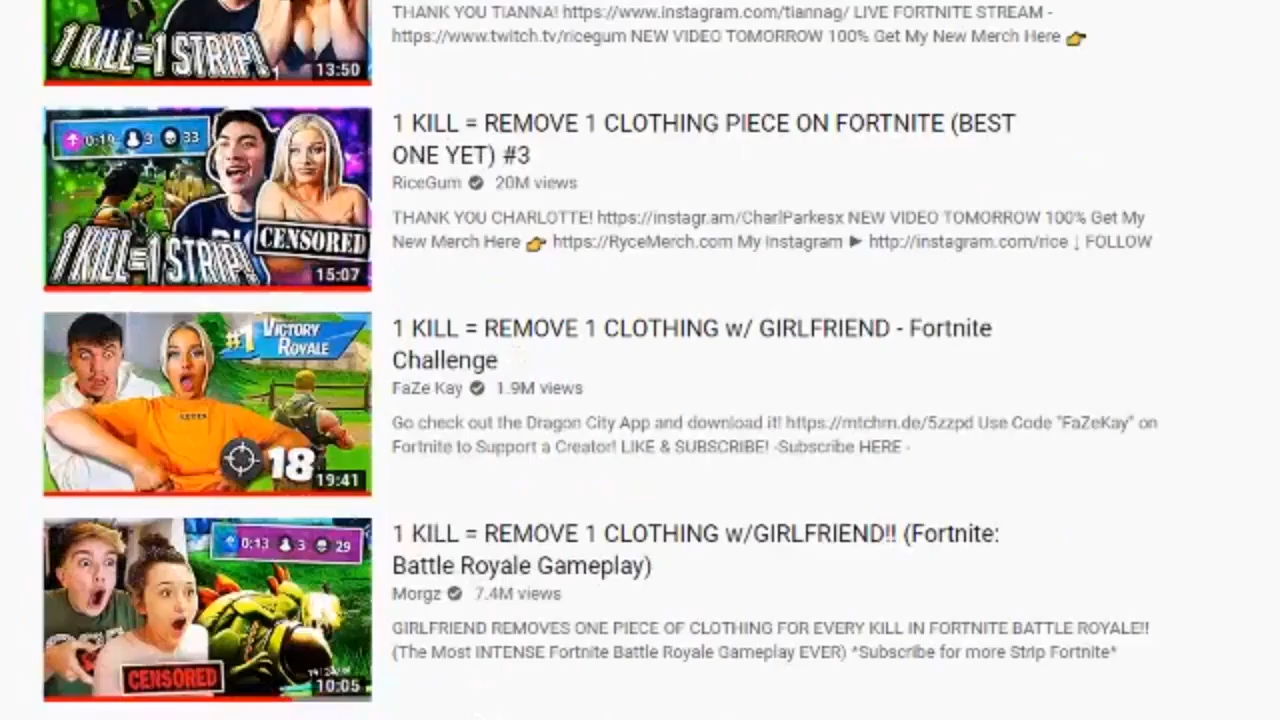 THANK YOU TIANNA! https://www.instagram.com/tiannag/ LIVE FORTNITE STREAM -
https://www.twitch.tv/ricegum NEW VIDEO TOMORROW 100% Get My New Merch Here 👉
1 KILL=1 STRIP!
13:50
1 KILL = REMOVE 1 CLOTHING PIECE ON FORTNITE (BEST
ONE YET) #3
RiceGum 20M views
THANK YOU CHARLOTTE! https://instagr.am/CharlParkesx NEW VIDEO TOMORROW 100% Get My
New Merch Here 👉 https://RyceMerch.com My Instagram ► http://instagram.com/rice ↓ FOLLOW
0:19 3 33
CENSORED
1 KILL=1 STRIP!
15:07
1 KILL = REMOVE 1 CLOTHING w/ GIRLFRIEND - Fortnite
Challenge
FaZe Kay 1.9M views
Go check out the Dragon City App and download it! https://mtchm.de/5zzpd Use Code "FaZeKay" on
Fortnite to Support a Creator! LIKE & SUBSCRIBE! -Subscribe HERE -
#1 VICTORY
ROYALE
18
19:41
1 KILL = REMOVE 1 CLOTHING w/GIRLFRIEND!! (Fortnite:
Battle Royale Gameplay)
Morgz 7.4M views
GIRLFRIEND REMOVES ONE PIECE OF CLOTHING FOR EVERY KILL IN FORTNITE BATTLE ROYALE!!
(The Most INTENSE Fortnite Battle Royale Gameplay EVER) *Subscribe for more Strip Fortnite*
0:13 3 29
CENSORED
10:05